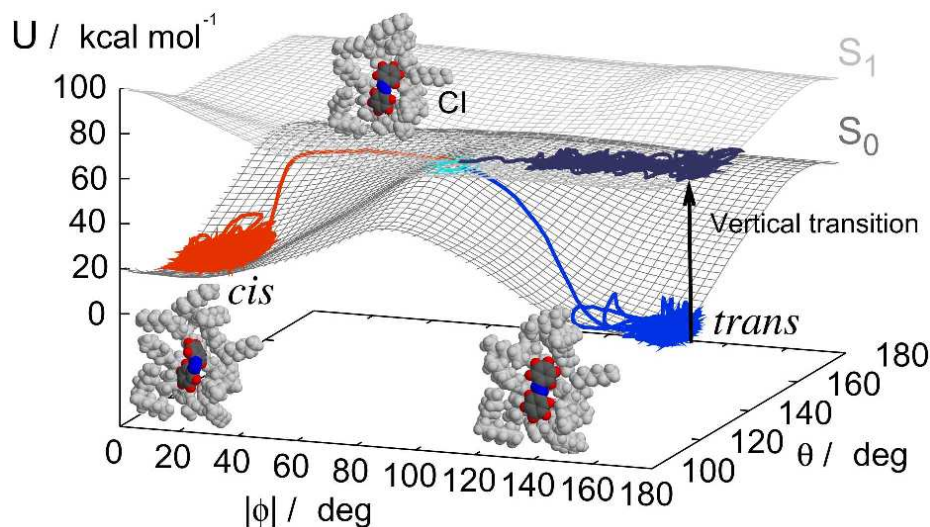 U / kcal mol⁻¹
100
80
60
40
20
0
S₁
S₀
CI
Vertical transition
cis
trans
0
20
40
60
80
100
120
140
160
180
|ϕ| / deg
100
120
140
160
180
θ / deg